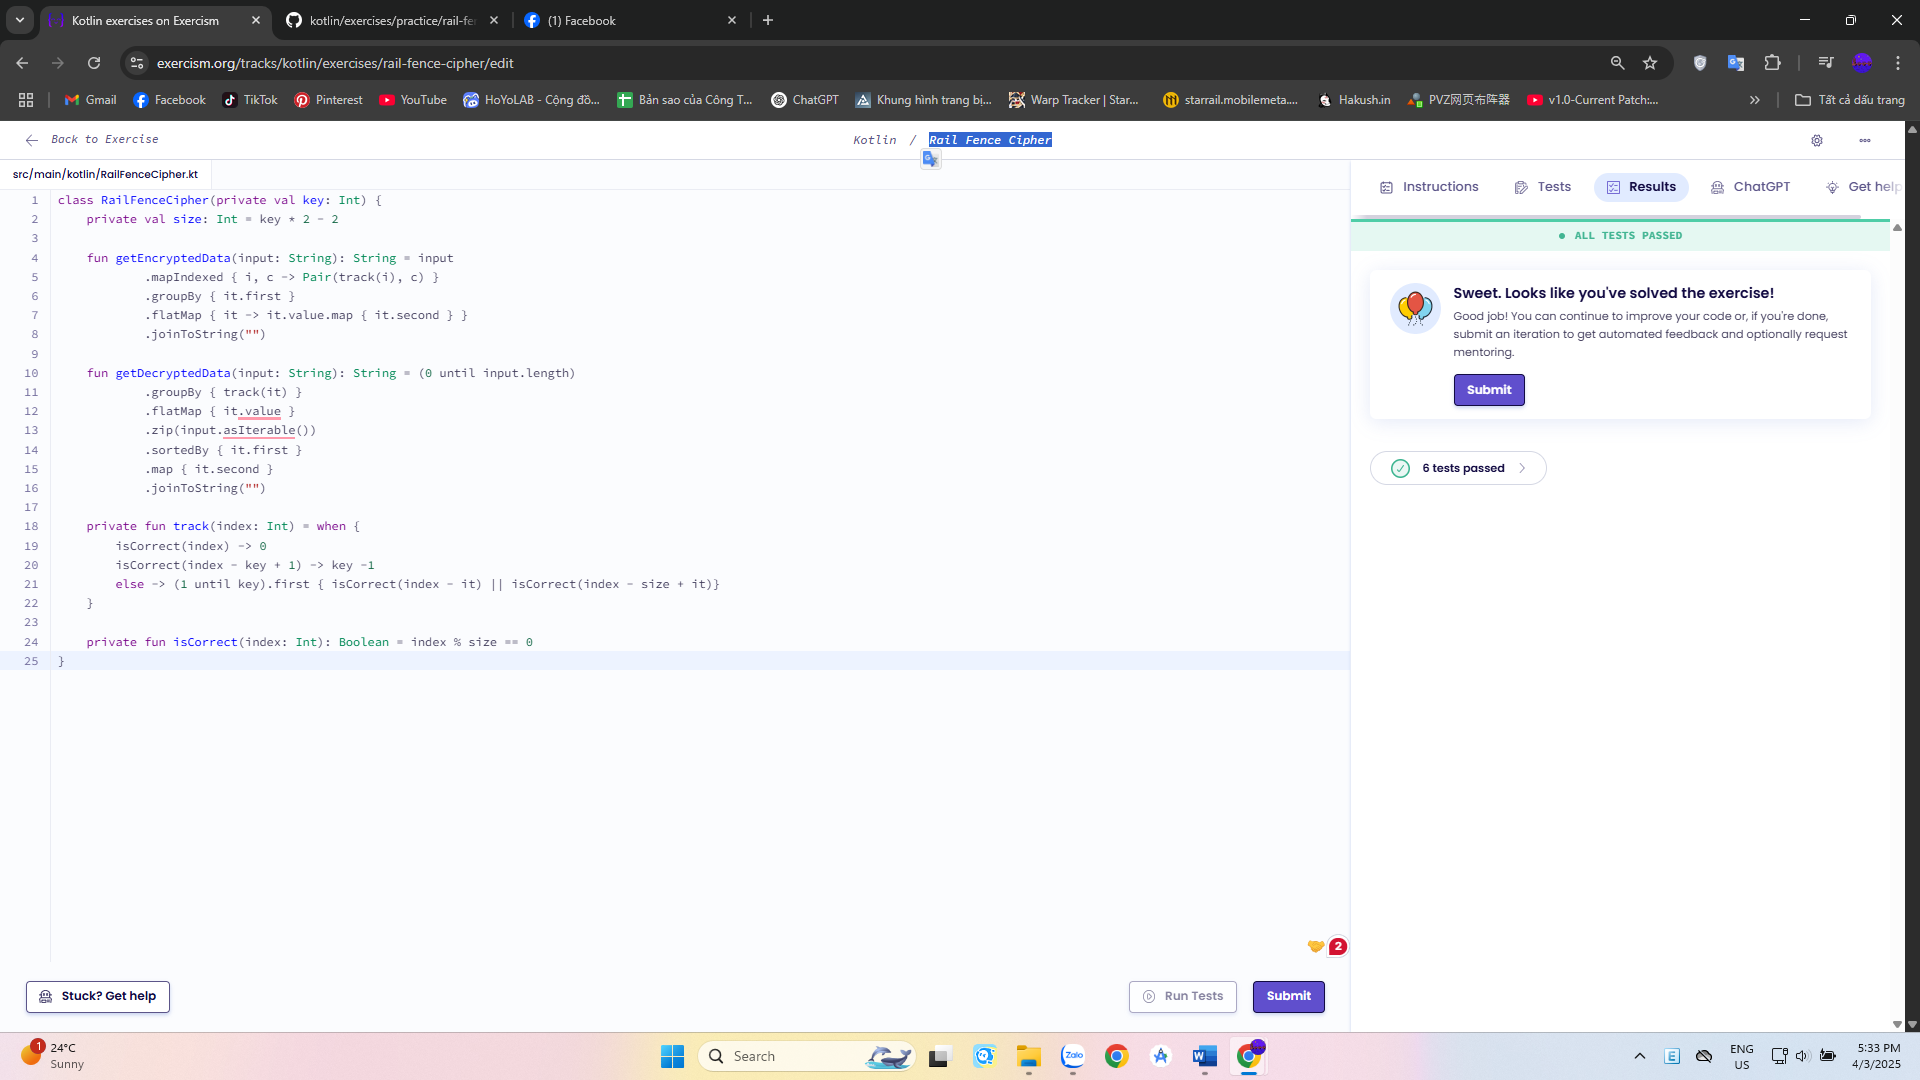 Kotlin exercises on Exercism
kotlin/exercises/practice/rail-fe
(1) Facebook
exercism.org/tracks/kotlin/exercises/rail-fence-cipher/edit
Gmail
Facebook
TikTok
Pinterest
YouTube
HoYoLAB - Cộng đồ...
Bản sao của Công T...
ChatGPT
Khung hình trang bị...
Warp Tracker | Star...
starrail.mobilemeta....
Hakush.in
PVZ网页布阵器
v1.0-Current Patch:...
Tất cả dấu trang
Back to Exercise
Kotlin / Rail Fence Cipher
src/main/kotlin/RailFenceCipher.kt
1 class RailFenceCipher(private val key: Int) {
2 private val size: Int = key * 2 - 2
3
4 fun getEncryptedData(input: String): String = input
5 .mapIndexed { i, c -> Pair(track(i), c) }
6 .groupBy { it.first }
7 .flatMap { it -> it.value.map { it.second } }
8 .joinToString("")
9
10 fun getDecryptedData(input: String): String = (0 until input.length)
11 .groupBy { track(it) }
12 .flatMap { it.value }
13 .zip(input.asIterable())
14 .sortedBy { it.first }
15 .map { it.second }
16 .joinToString("")
17
18 private fun track(index: Int) = when {
19 isCorrect(index) -> 0
20 isCorrect(index - key + 1) -> key -1
21 else -> (1 until key).first { isCorrect(index - it) || isCorrect(index - size + it)}
22 }
23
24 private fun isCorrect(index: Int): Boolean = index % size == 0
25 }
Instructions
Tests
Results
ChatGPT
Get help
ALL TESTS PASSED
Sweet. Looks like you've solved the exercise!
Good job! You can continue to improve your code or, if you're done,
submit an iteration to get automated feedback and optionally request
mentoring.
Submit
6 tests passed
2
Stuck? Get help
Run Tests
Submit
1
24°C
Sunny
Search
Zalo
W
E
ENG
US
5:33 PM
4/3/2025